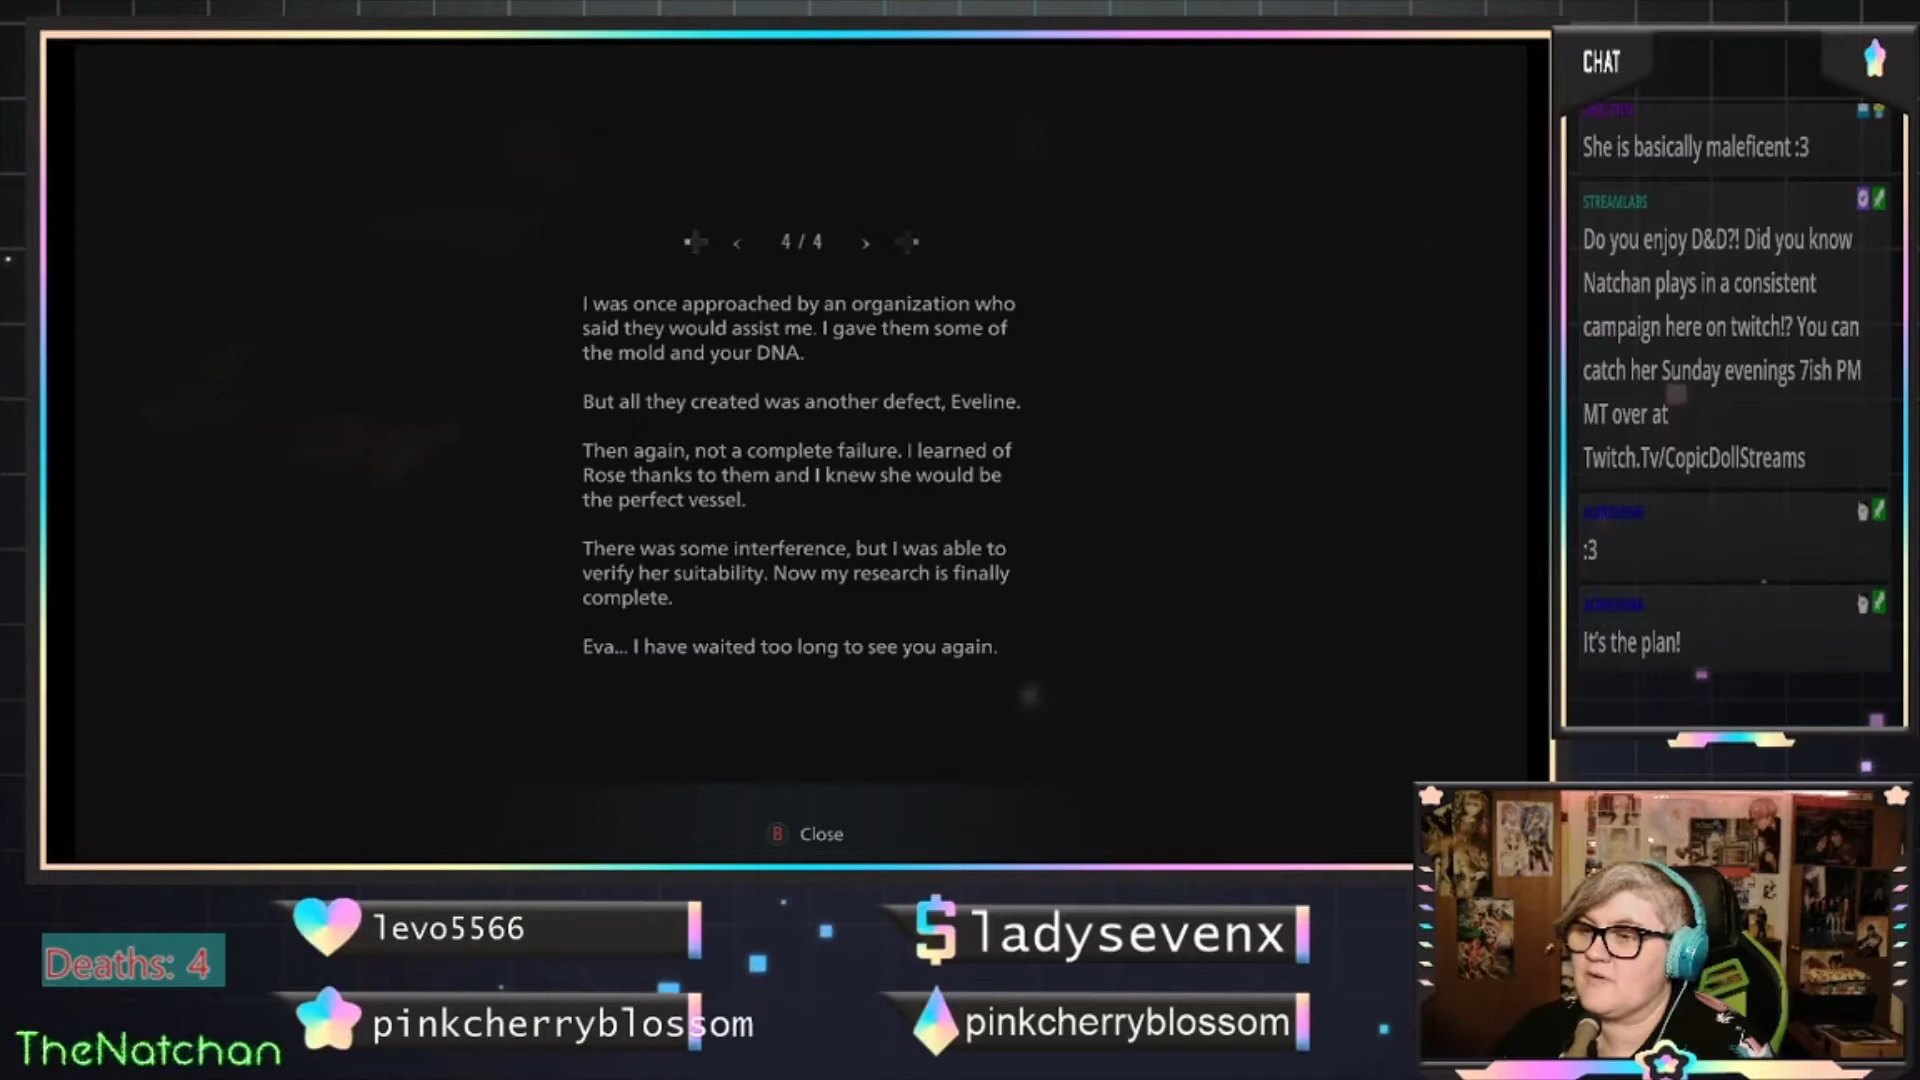 CHAT
She is basically maleficent :3
STREAMLABS
Do you enjoy D&D?! Did you know
Natchan plays in a consistent
campaign here on twitch!? You can
catch her Sunday evenings 7ish PM
MT over at
Twitch.Tv/CopicDollStreams
:3
It's the plan!
< 4 / 4 >
I was once approached by an organization who
said they would assist me. I gave them some of
the mold and your DNA.
But all they created was another defect, Eveline.
Then again, not a complete failure. I learned of
Rose thanks to them and I knew she would be
the perfect vessel.
There was some interference, but I was able to
verify her suitability. Now my research is finally
complete.
Eva... I have waited too long to see you again.
B Close
Deaths: 4
TheNatchan
levo5566
pinkcherryblossom
ladysevenx
pinkcherryblossom